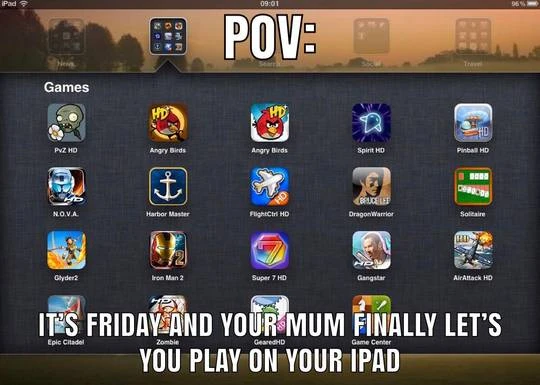 iPad 09:01 96%
POV:
News Search Social Travel
Games
PvZ HD Angry Birds Angry Birds Spirit HD Pinball HD
N.O.V.A. Harbor Master FlightCtrl HD DragonWarrior Solitaire
Glyder2 Iron Man 2 Super 7 HD Gangstar AirAttack HD
IT'S FRIDAY AND YOUR MUM FINALLY LET'S
Epic Citadel Zombie GearedHD Game Center
YOU PLAY ON YOUR IPAD